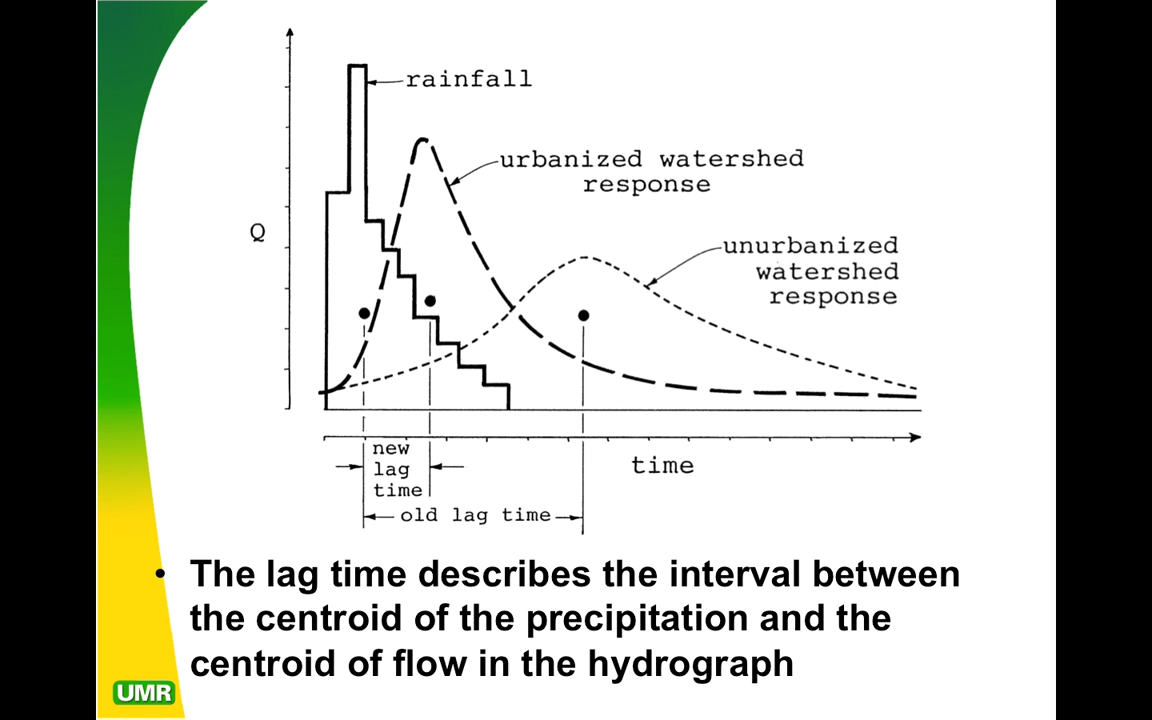 rainfall
urbanized watershed
response
Q
unurbanized
watershed
response
new
lag
time
time
old lag time
• The lag time describes the interval between
the centroid of the precipitation and the
centroid of flow in the hydrograph
UMR